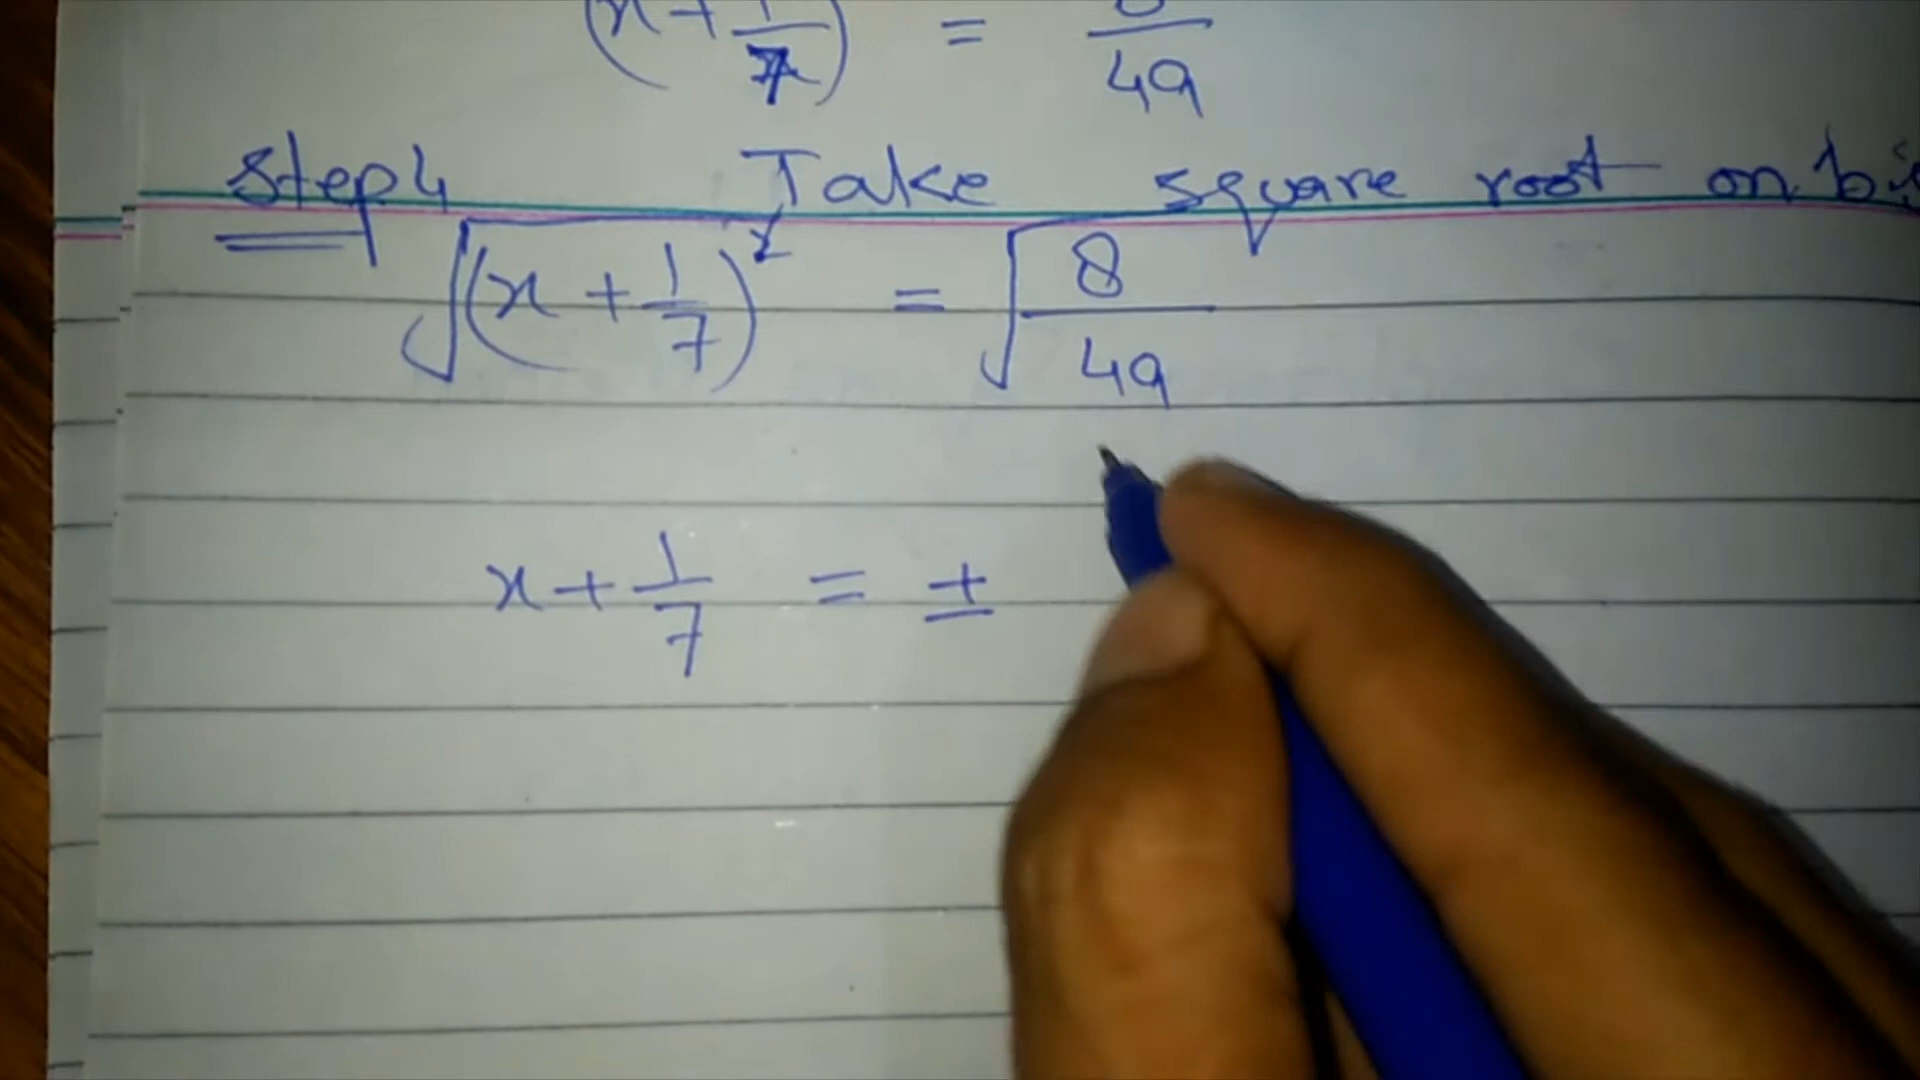 (x + 1/7) = 8/49
Step 4 Take square root on b.s
√(x + 1/7)² = √8/49
x + 1/7 = ±